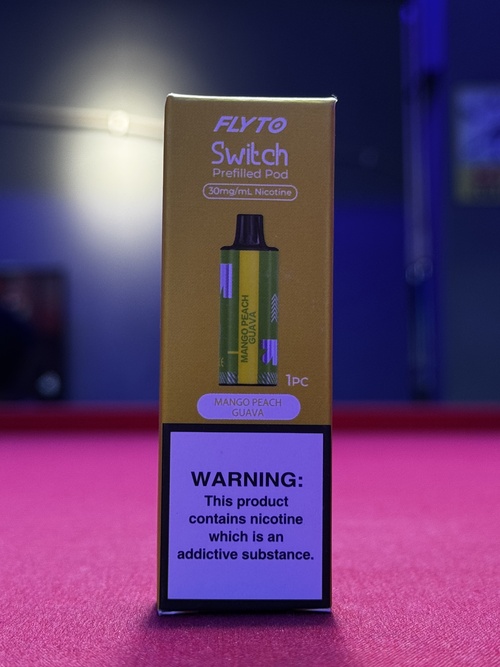 FLYTO
Switch
Prefilled Pod
30mg/mL Nicotine
MANGO PEACH
GUAVA
1PC
MANGO PEACH
GUAVA
WARNING:
This product
contains nicotine
which is an
addictive substance.